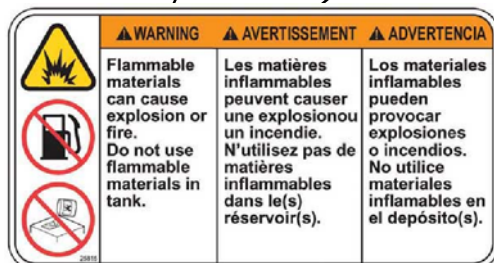 ⚠ WARNING
Flammable
materials
can cause
explosion or
fire.
Do not use
flammable
materials in
tank.
⚠ AVERTISSEMENT
Les matières
inflammables
peuvent causer
une explosionou
un incendie.
N'utilisez pas de
matières
inflammables
dans le(s)
réservoir(s).
⚠ ADVERTENCIA
Los materiales
inflamables
pueden
provocar
explosiones
o incendios.
No utilice
materiales
inflamables en
el depósito(s).